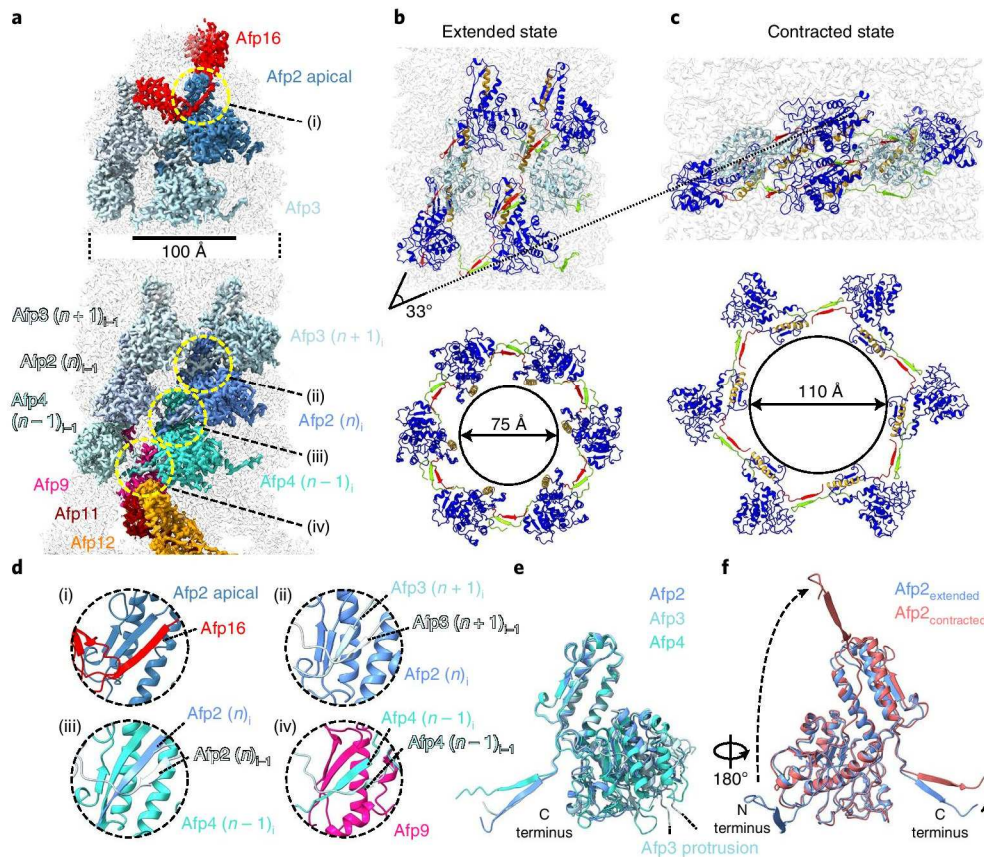 a
Afp16
Afp2 apical
(i)
Afp3
100 Å
Afp3 (n + 1)i–1
Afp3 (n + 1)i
Afp2 (n)i–1
(ii)
Afp4
(n – 1)i–1
Afp2 (n)i
(iii)
Afp9
Afp4 (n – 1)i
Afp11
(iv)
Afp12
b
Extended state
33°
75 Å
c
Contracted state
110 Å
d
(i)
Afp2 apical
Afp16
(ii)
Afp3 (n + 1)i
Afp3 (n + 1)i–1
Afp2 (n)i
(iii)
Afp2 (n)i
Afp2 (n)i–1
Afp4 (n – 1)i
(iv)
Afp4 (n – 1)i
Afp4 (n – 1)i–1
Afp9
e
Afp2
Afp3
Afp4
C
terminus
Afp3 protrusion
180°
f
Afp2extended
Afp2contracted
N
terminus
C
terminus